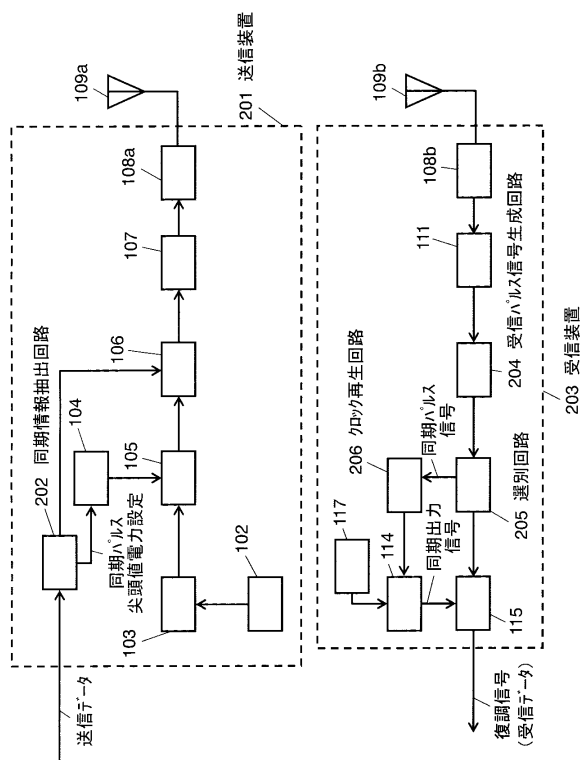 送信データ
202 同期情報抽出回路
104
同期パルス
尖頭値電力設定
103
102
105
106
107
108a
109a
201 送信装置
復調信号
(受信データ)
115
117
114
同期出力
信号
206 クロック再生回路
同期パルス
信号
205 選別回路
204 受信パルス信号生成回路
111
108b
109b
203 受信装置